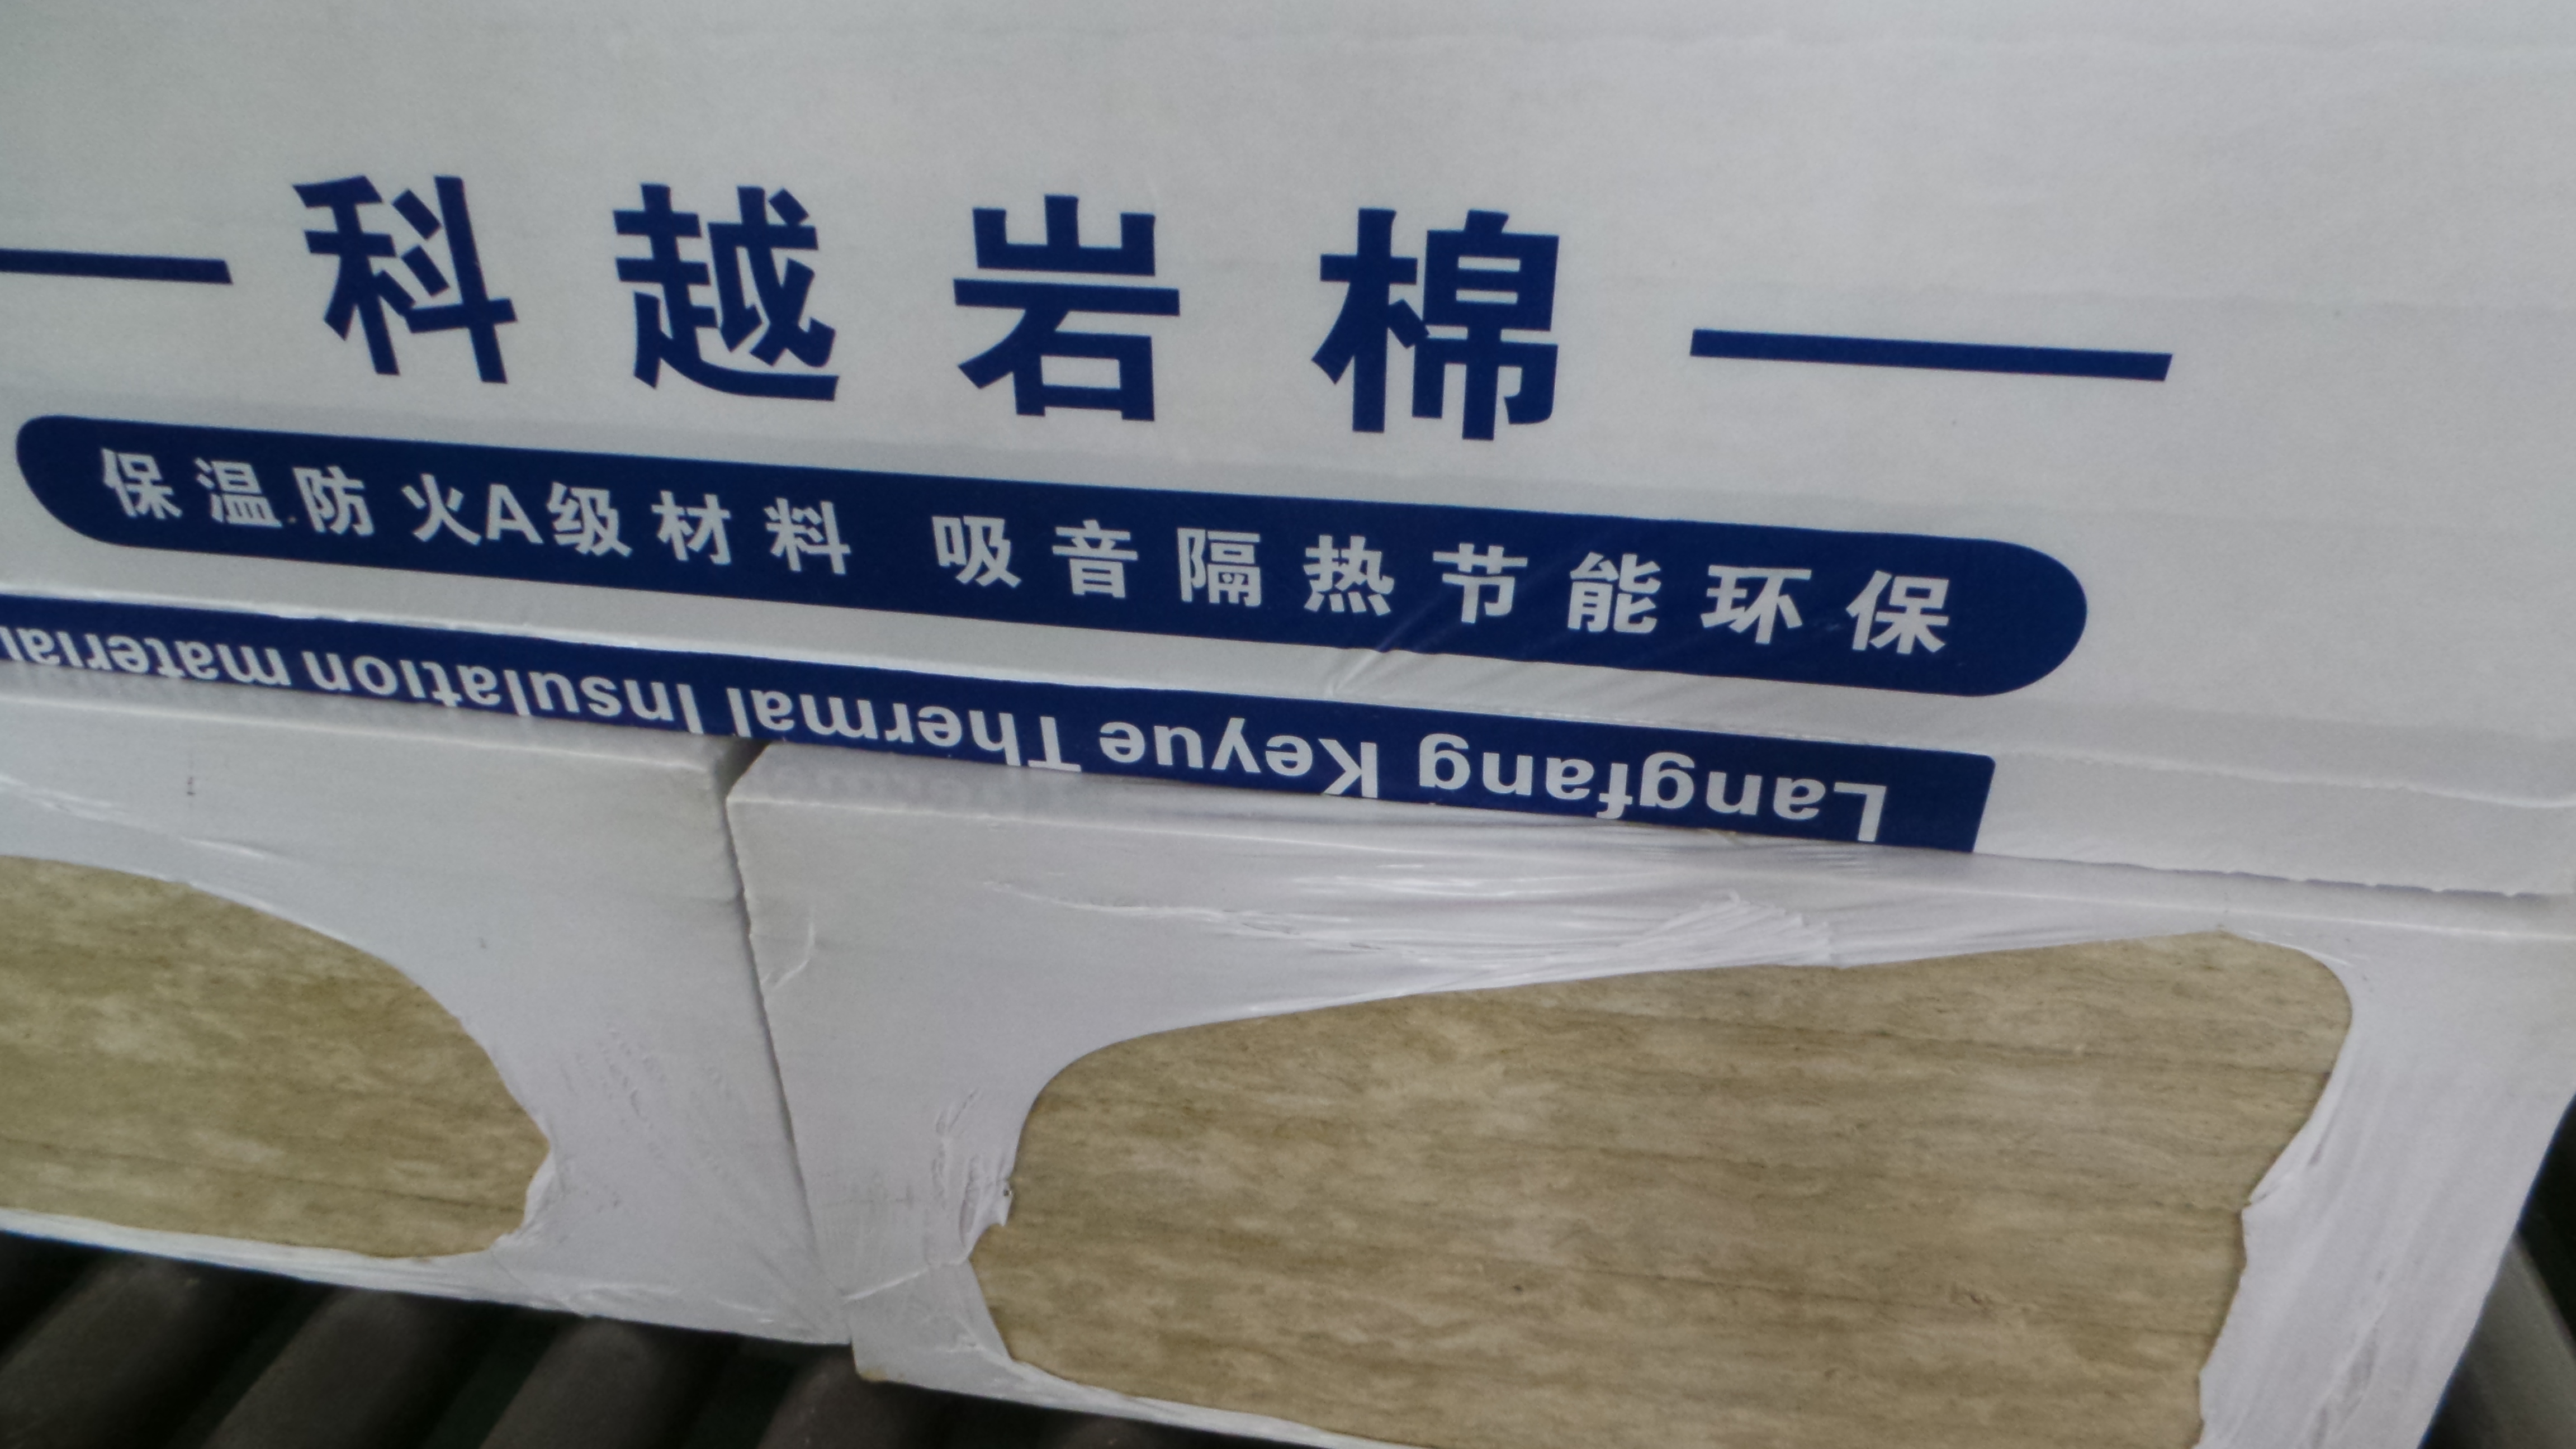 科越岩棉
保温防火A级材料 吸音隔热节能环保
Langfang Keyue Thermal Insulation material